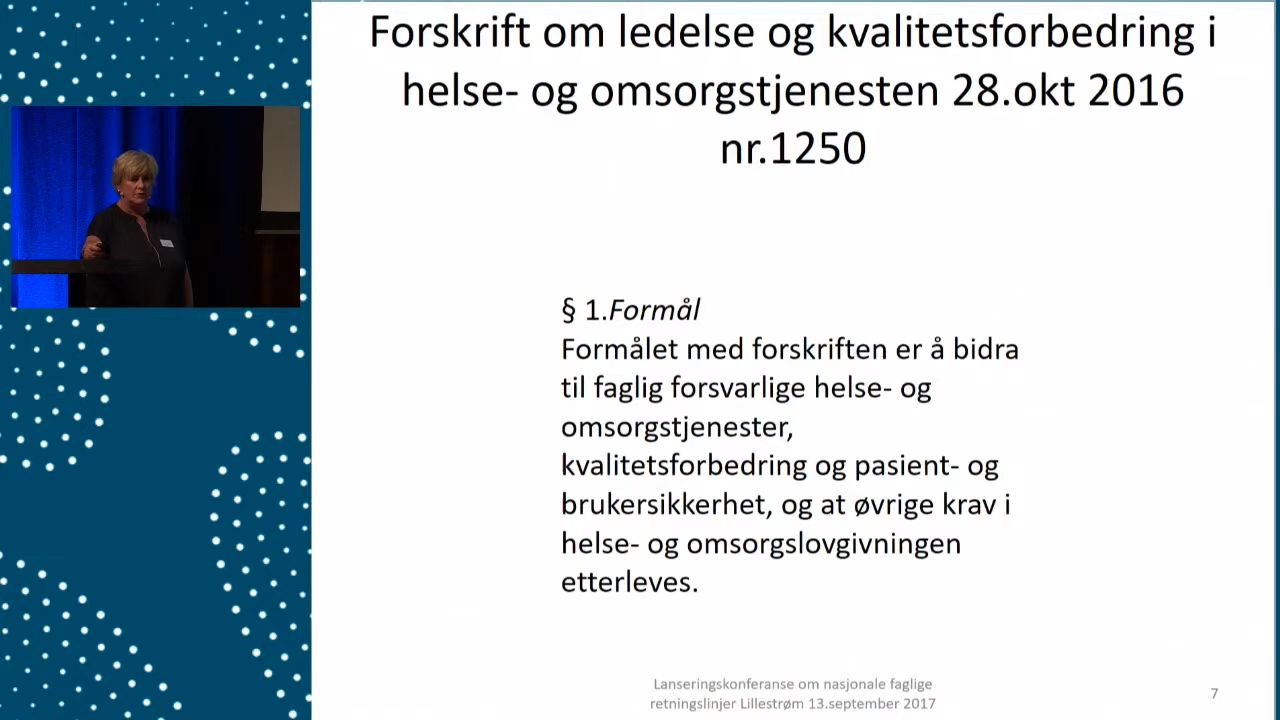 Forskrift om ledelse og kvalitetsforbedring i
helse- og omsorgstjenesten 28.okt 2016
nr.1250
§ 1.Formål
Formålet med forskriften er å bidra
til faglig forsvarlige helse- og
omsorgstjenester,
kvalitetsforbedring og pasient- og
brukersikkerhet, og at øvrige krav i
helse- og omsorgslovgivningen
etterleves.
Lanseringskonferanse om nasjonale faglige
retningslinjer Lillestrøm 13.september 2017
7